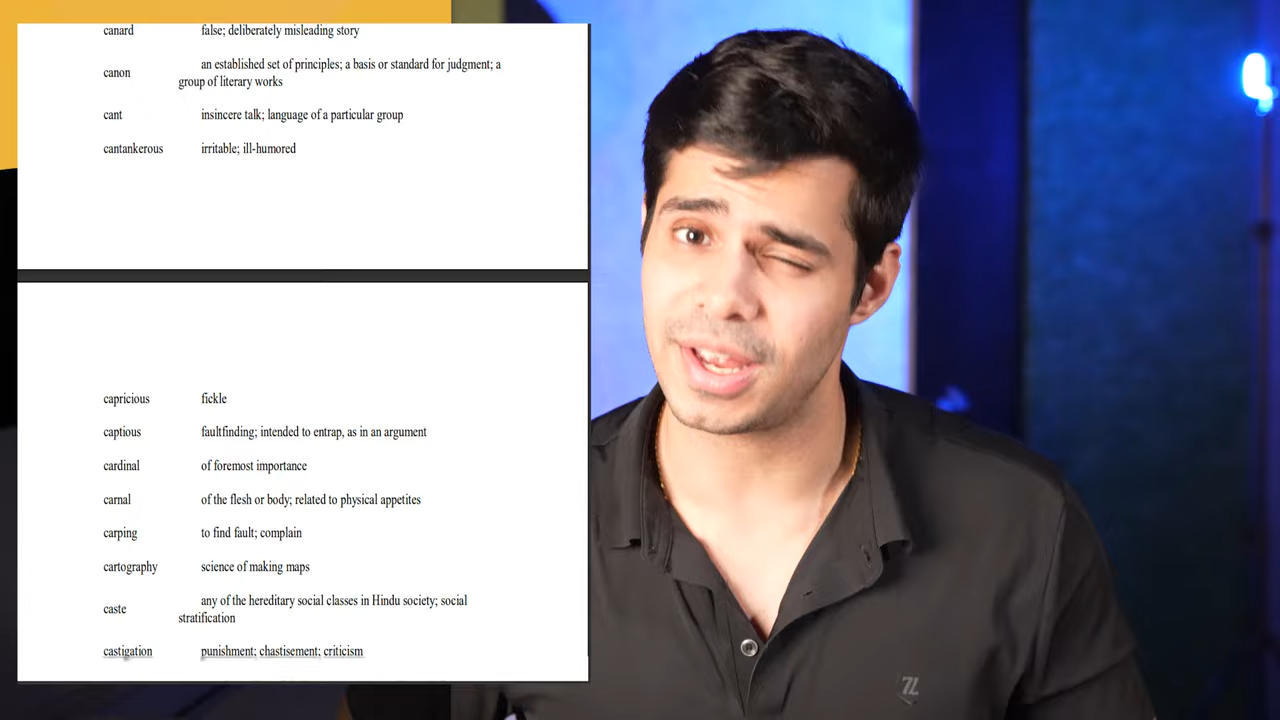 canard false; deliberately misleading story
an established set of principles; a basis or standard for judgment; a
canon
group of literary works
cant insincere talk; language of a particular group
cantankerous irritable; ill-humored
capricious fickle
captious faultfinding; intended to entrap, as in an argument
cardinal of foremost importance
carnal of the flesh or body; related to physical appetites
carping to find fault; complain
cartography science of making maps
any of the hereditary social classes in Hindu society; social
caste
stratification
castigation punishment; chastisement; criticism